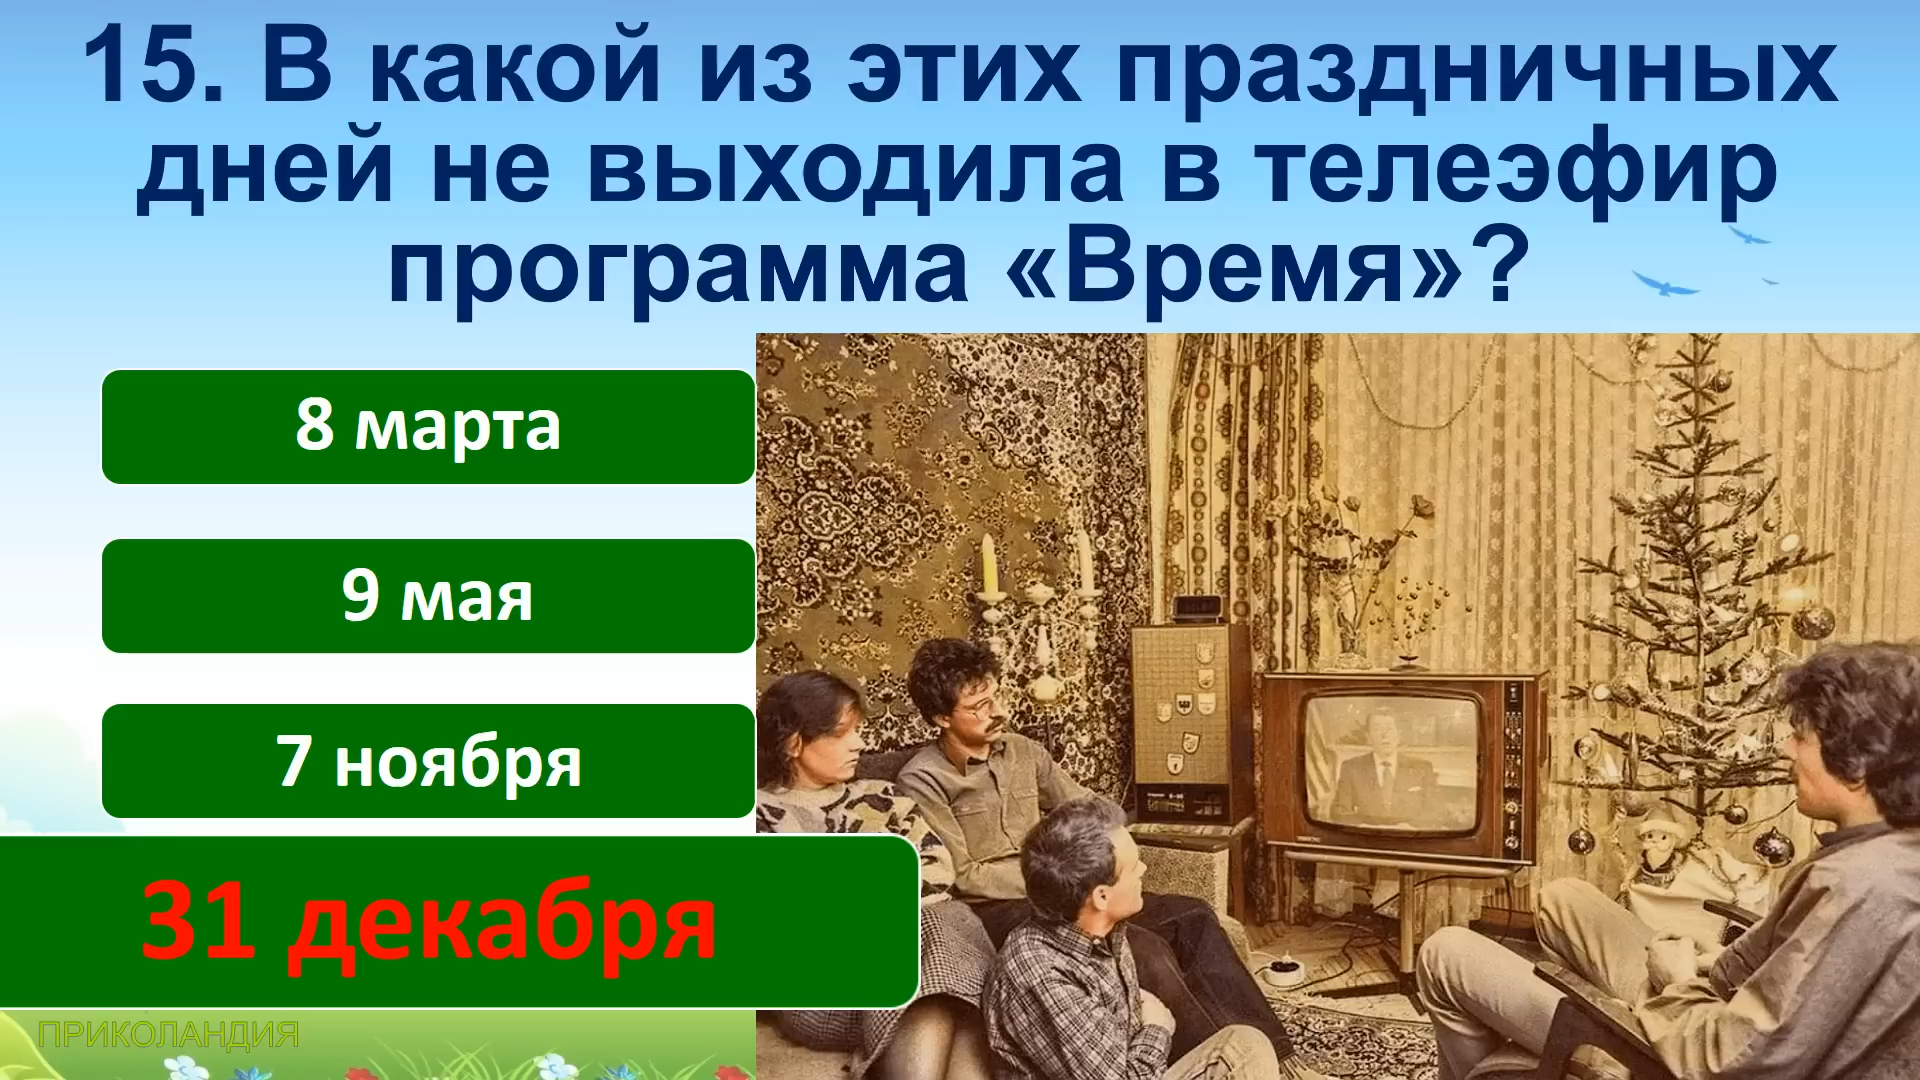 15. В какой из этих праздничных
дней не выходила в телеэфир
программа «Время»?
8 марта
9 мая
7 ноября
31 декабря
ПРИКОЛАНДИЯ